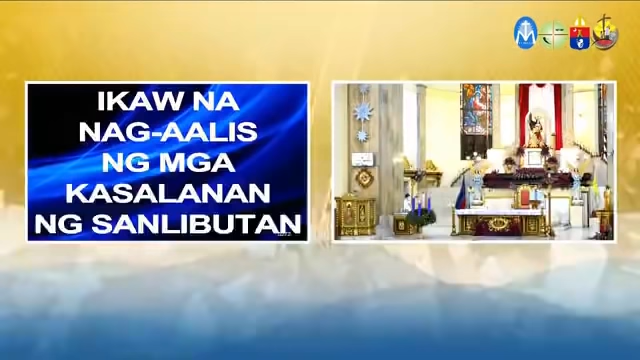 IKAW NA
NAG-AALIS
NG MGA
KASALANAN
NG SANLIBUTAN